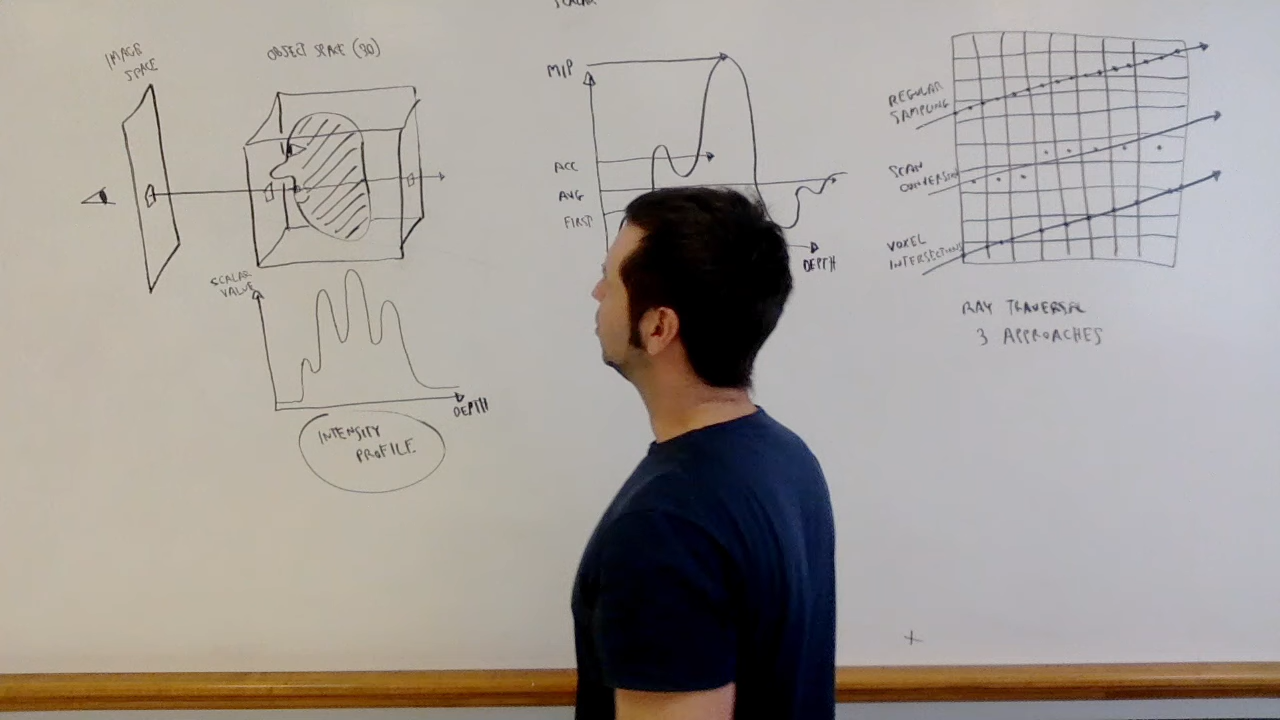 SCALAR
IMAGE
SPACE
OBJECT SPACE (3D)
SCALAR
VALUE
DEPTH
INTENSITY
PROFILE
MIP
ACC
AVG
FIRST
DEPTH
REGULAR
SAMPLING
SCAN
CONVERSION
VOXEL
INTERSECTIONS
RAY TRAVERSAL
3 APPROACHES